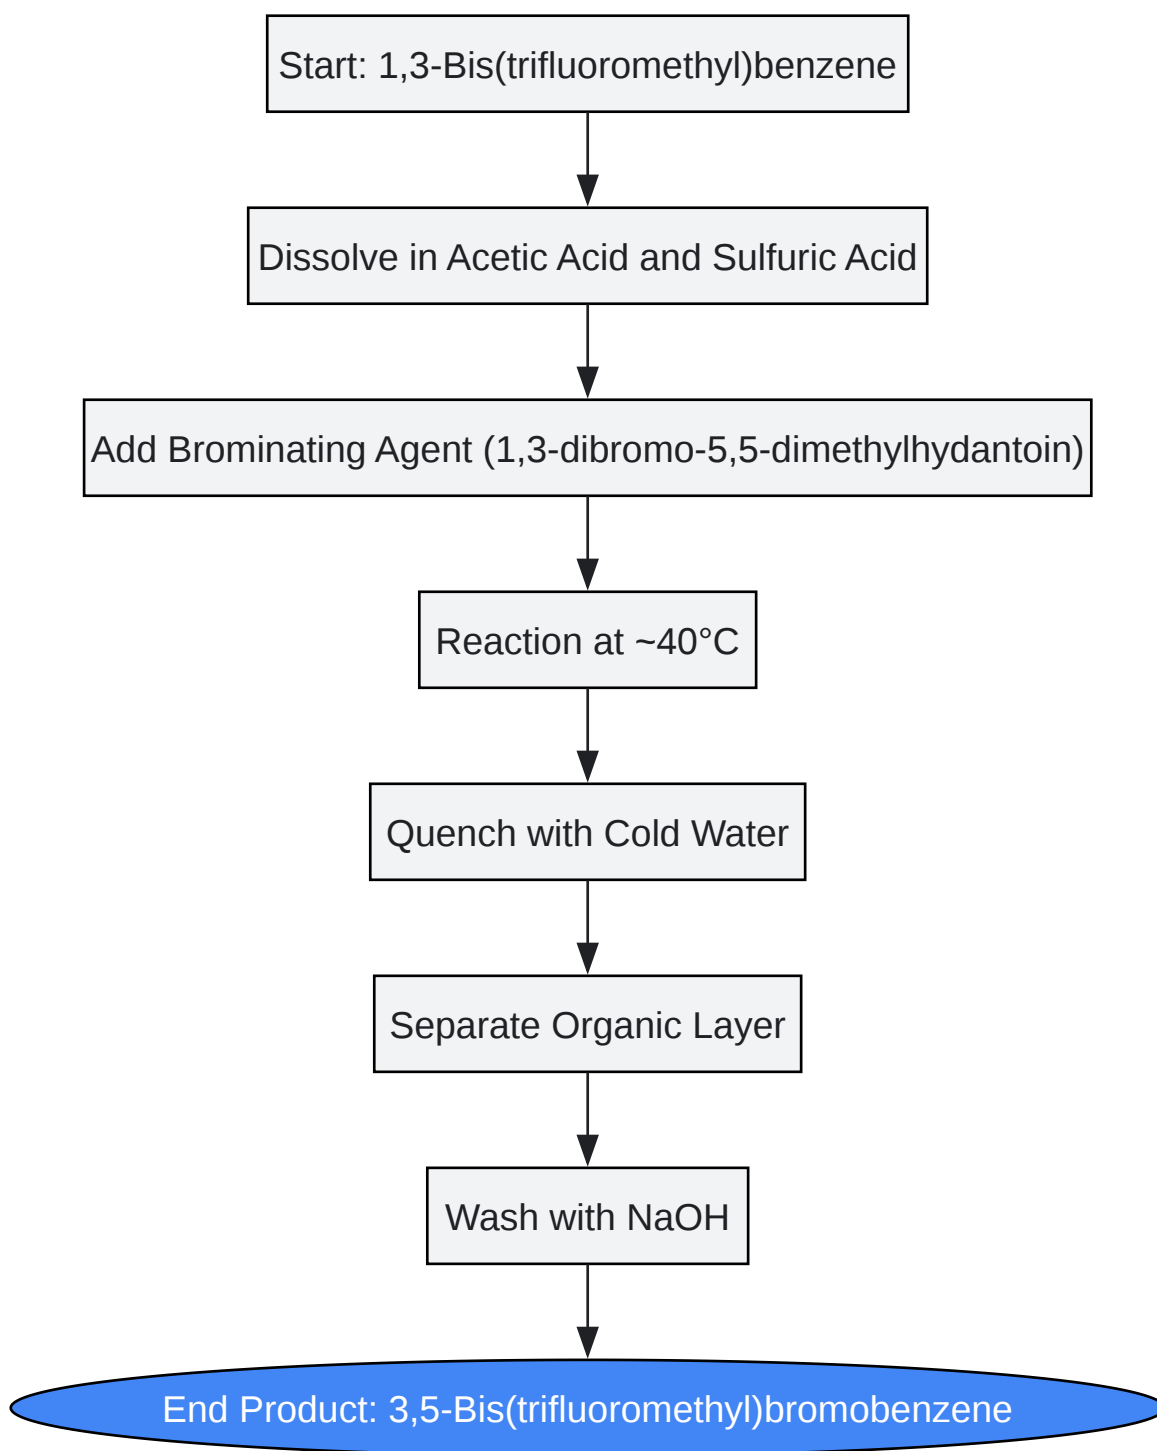 Start: 1,3-Bis(trifluoromethyl)benzene
Dissolve in Acetic Acid and Sulfuric Acid
Add Brominating Agent (1,3-dibromo-5,5-dimethylhydantoin)
Reaction at ~40°C
Quench with Cold Water
Separate Organic Layer
Wash with NaOH
End Product: 3,5-Bis(trifluoromethyl)bromobenzene